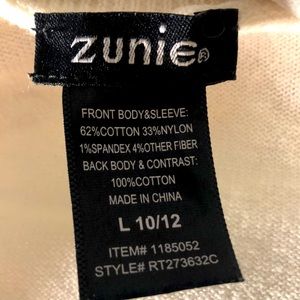 zunie®
FRONT BODY&SLEEVE:
62%COTTON 33%NYLON
1%SPANDEX 4%OTHER FIBER
BACK BODY & CONTRAST:
100%COTTON
MADE IN CHINA
L 10/12
ITEM# 1185052
STYLE# RT273632C